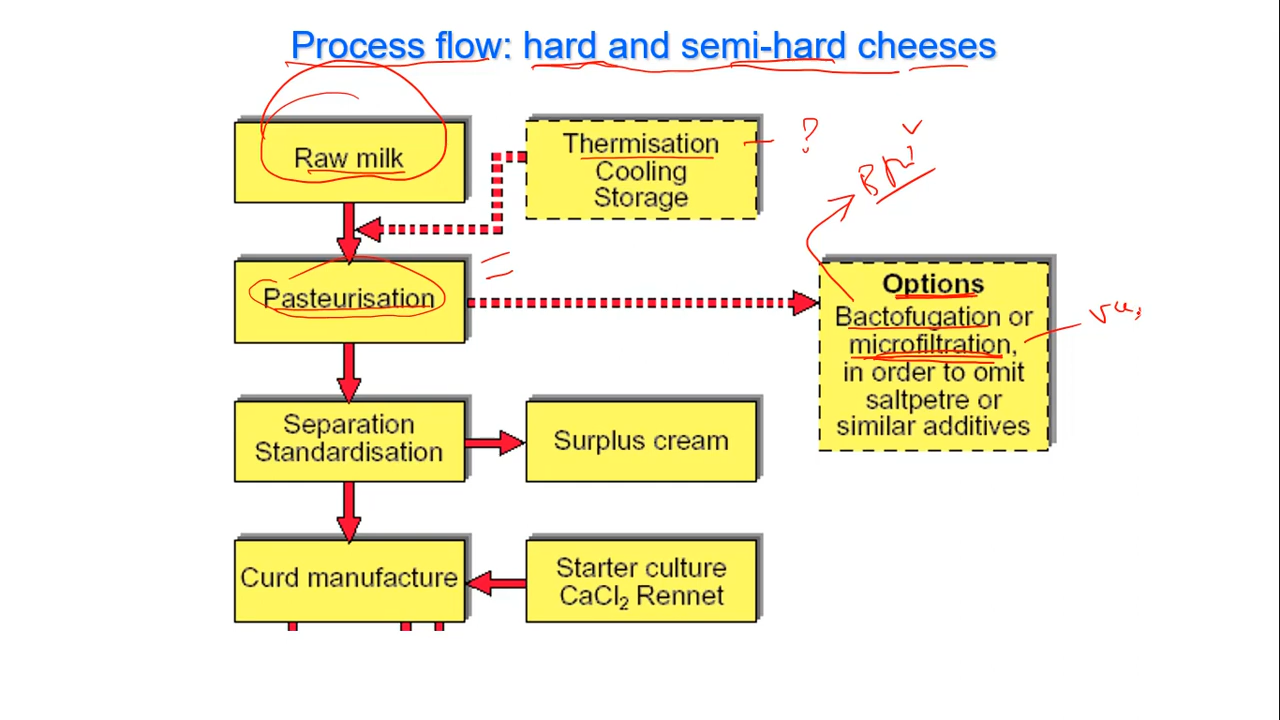 Process flow: hard and semi-hard cheeses
Raw milk
Thermisation
Cooling
Storage
?
Pasteurisation
Options
Bactofugation or
microfiltration,
in order to omit
saltpetre or
similar additives
Separation
Standardisation
Surplus cream
Curd manufacture
Starter culture
CaCl₂ Rennet